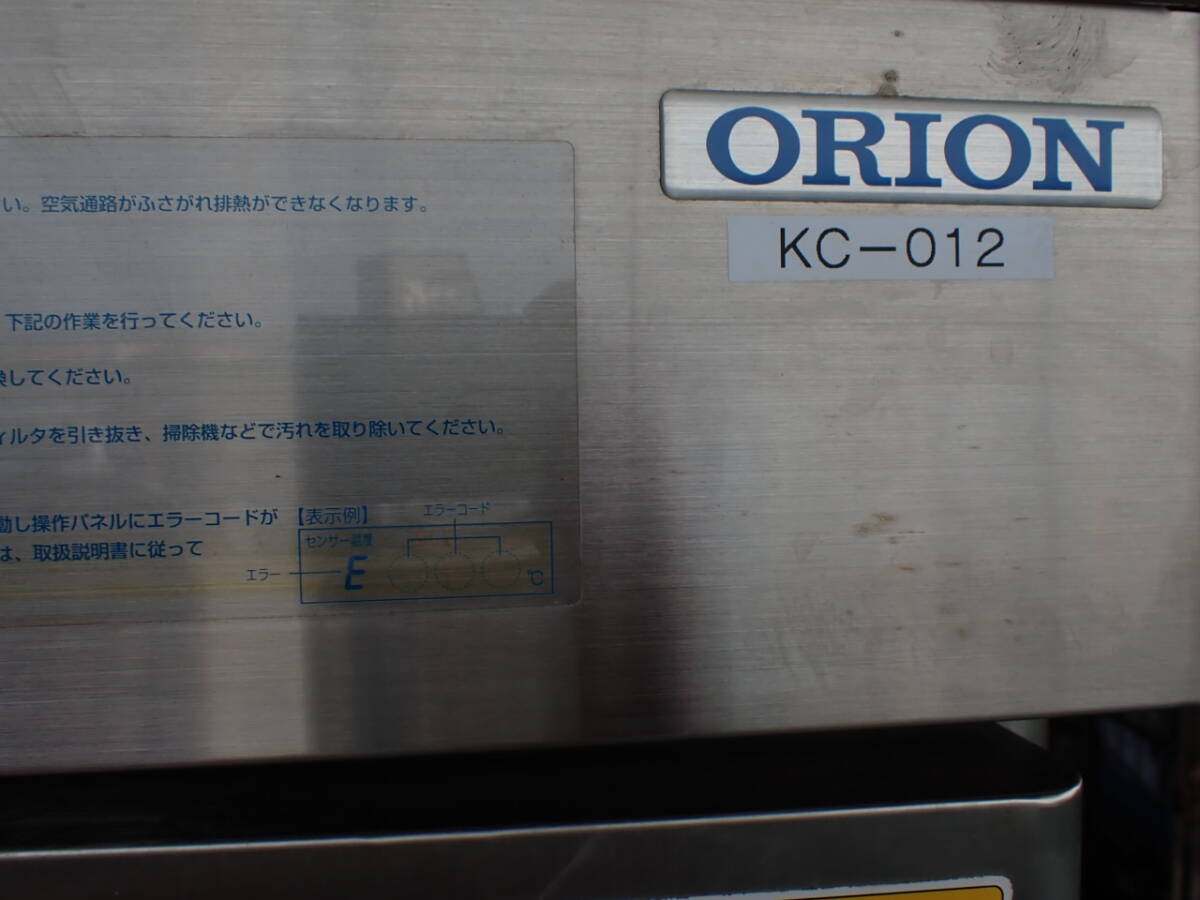 ORION
KC-012
い。空気通路がふさがれ排熱ができなくなります。
下記の作業を行ってください。
換してください。
ィルタを引き抜き、掃除機などで汚れを取り除いてください。
動し操作パネルにエラーコードが
は、取扱説明書に従って
【表示例】
エラーコード
センサー温度
エラー
E
℃